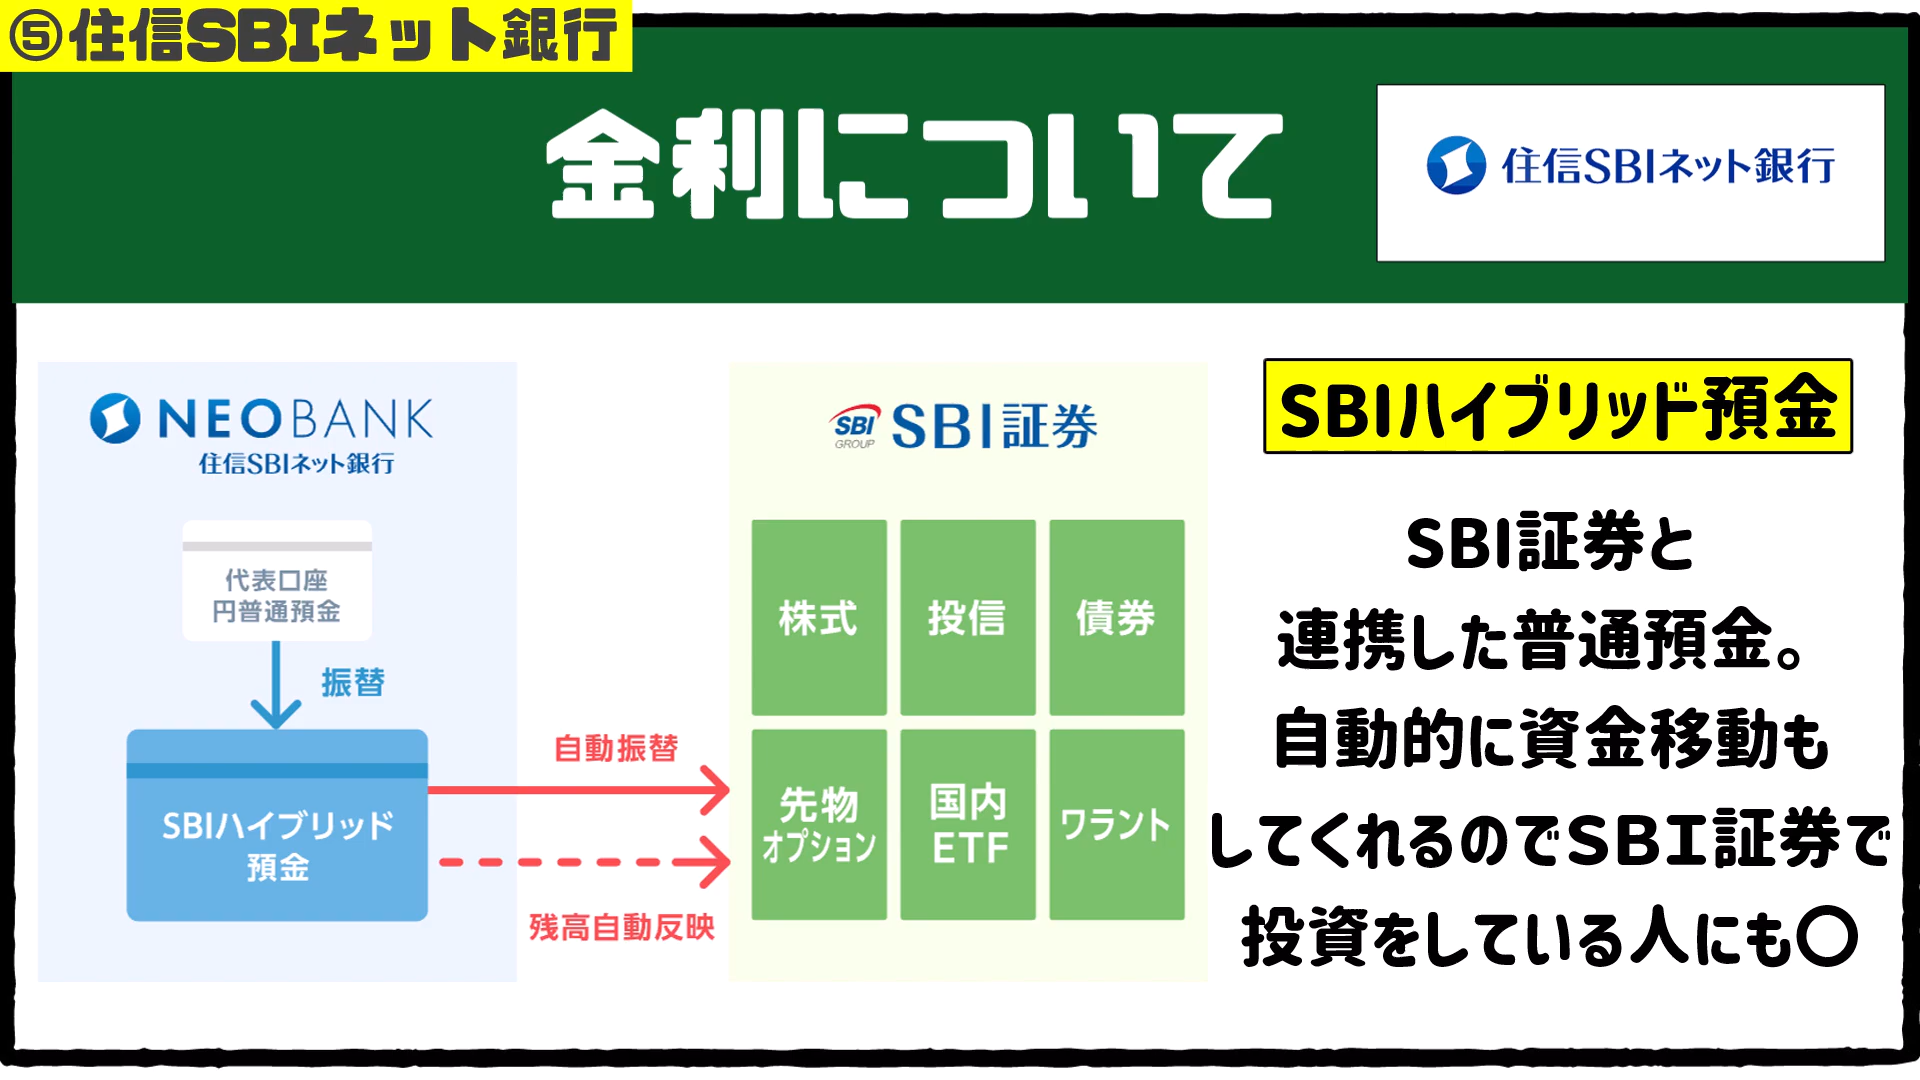 ⑤住信SBIネット銀行
金利について
住信SBIネット銀行
NEOBANK
住信SBIネット銀行
代表口座
円普通預金
振替
SBIハイブリッド
預金
自動振替
残高自動反映
SBI
GROUP
SBI証券
株式
投信
債券
先物
オプション
国内
ETF
ワラント
SBIハイブリッド預金
SBI証券と
連携した普通預金。
自動的に資金移動も
してくれるのでSBI証券で
投資をしている人にも〇